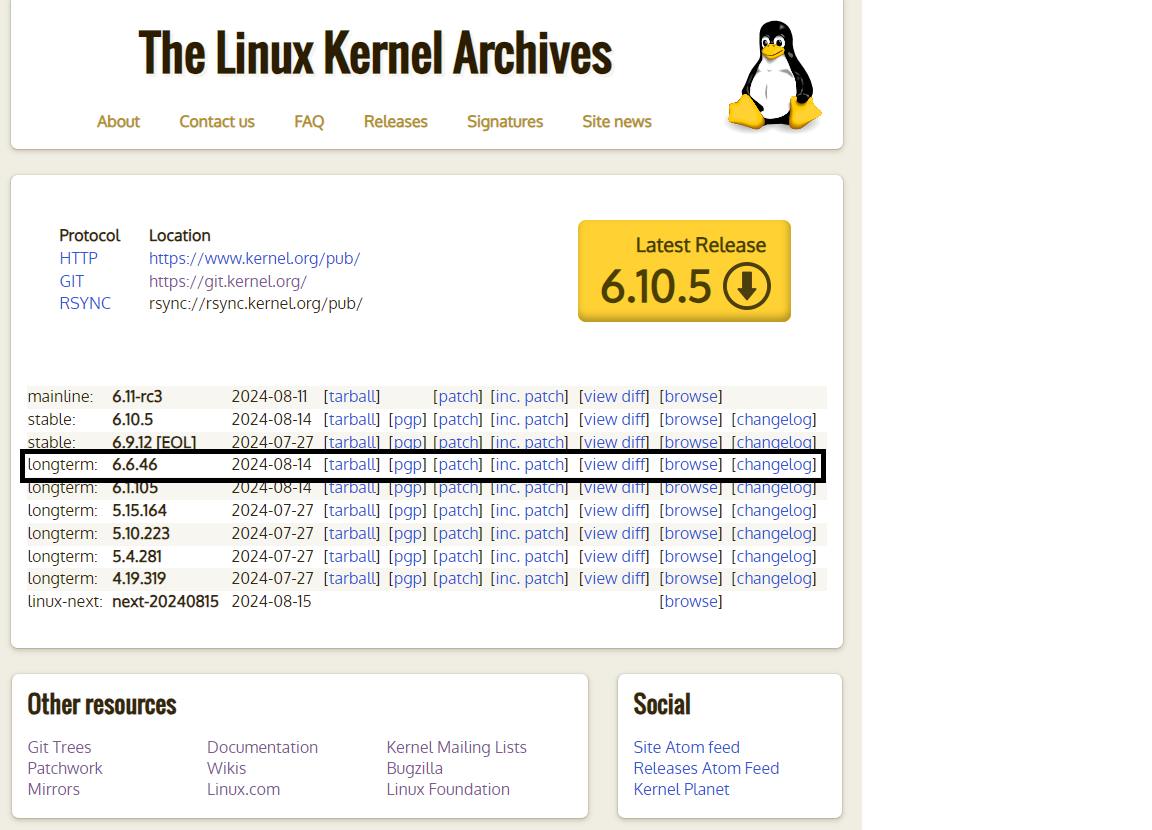 The Linux Kernel Archives
About Contact us FAQ Releases Signatures Site news
Protocol Location
HTTP https://www.kernel.org/pub/
GIT https://git.kernel.org/
RSYNC rsync://rsync.kernel.org/pub/
Latest Release
6.10.5
mainline: 6.11-rc3 2024-08-11 [tarball] [patch] [inc. patch] [view diff] [browse]
stable: 6.10.5 2024-08-14 [tarball] [pgp] [patch] [inc. patch] [view diff] [browse] [changelog]
stable: 6.9.12 [EOL] 2024-07-27 [tarball] [pgp] [patch] [inc. patch] [view diff] [browse] [changelog]
longterm: 6.6.46 2024-08-14 [tarball] [pgp] [patch] [inc. patch] [view diff] [browse] [changelog]
longterm: 6.1.105 2024-08-14 [tarball] [pgp] [patch] [inc. patch] [view diff] [browse] [changelog]
longterm: 5.15.164 2024-07-27 [tarball] [pgp] [patch] [inc. patch] [view diff] [browse] [changelog]
longterm: 5.10.223 2024-07-27 [tarball] [pgp] [patch] [inc. patch] [view diff] [browse] [changelog]
longterm: 5.4.281 2024-07-27 [tarball] [pgp] [patch] [inc. patch] [view diff] [browse] [changelog]
longterm: 4.19.319 2024-07-27 [tarball] [pgp] [patch] [inc. patch] [view diff] [browse] [changelog]
linux-next: next-20240815 2024-08-15 [browse]
Other resources
Git Trees Documentation Kernel Mailing Lists
Patchwork Wikis Bugzilla
Mirrors Linux.com Linux Foundation
Social
Site Atom feed
Releases Atom Feed
Kernel Planet